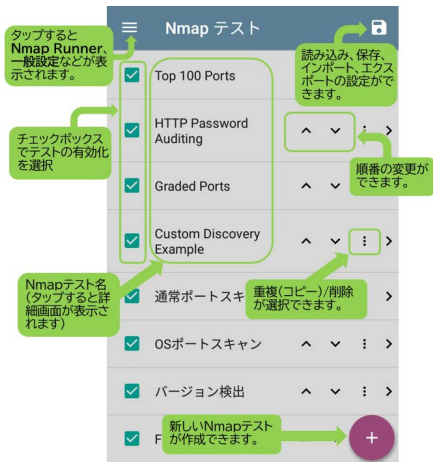 タップすると
Nmap Runner、
一般設定などが表
示されます。
Nmap テスト
読み込み、保存、
インポート、エクス
ポートの設定がで
きます。
Top 100 Ports
チェックボックス
でテストの有効化
を選択
HTTP Password
Auditing
順番の変更が
できます。
Graded Ports
Custom Discovery
Example
Nmapテスト名
(タップすると詳
細画面が表示さ
れます)
通常ポートスキ
重複(コピー)/削除
が選択できます。
OSポートスキャン
バージョン検出
F
新しいNmapテスト
が作成できます。